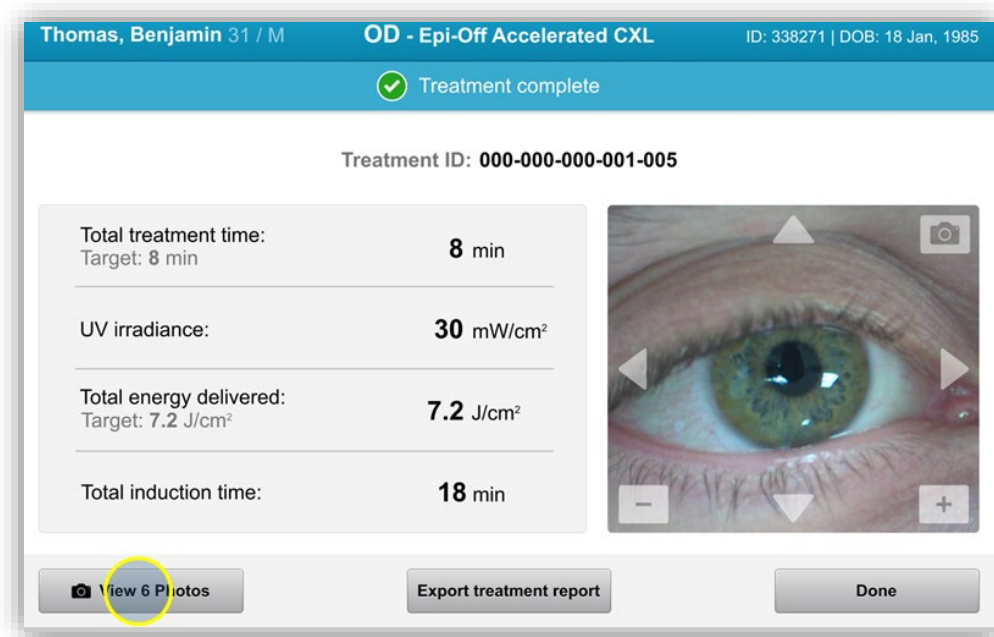 Thomas, Benjamin 31 / M OD - Epi-Off Accelerated CXL ID: 338271 | DOB: 18 Jan, 1985
Treatment complete
Treatment ID: 000-000-000-001-005
Total treatment time:
Target: 8 min
8 min
UV irradiance:
30 mW/cm²
Total energy delivered:
Target: 7.2 J/cm²
7.2 J/cm²
Total induction time:
18 min
View 6 Photos
Export treatment report
Done